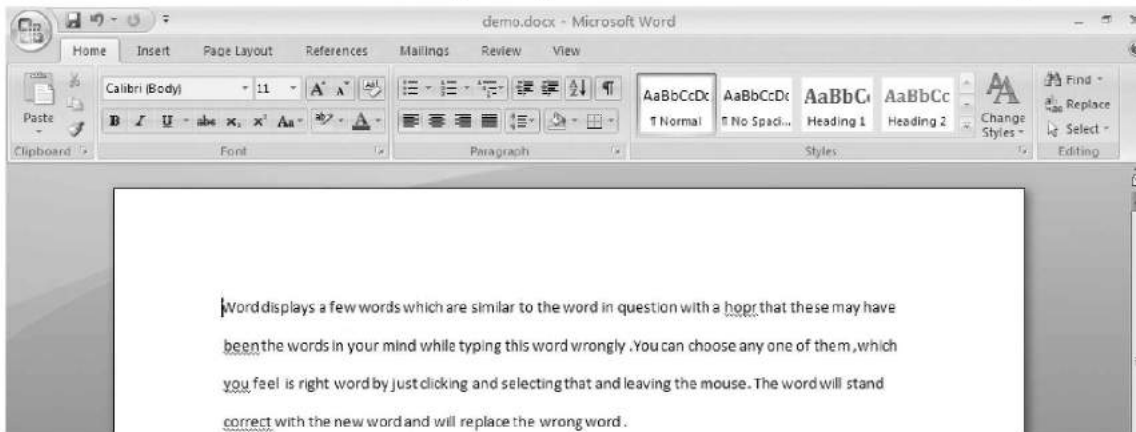 demo.docx - Microsoft Word
Home Insert Page Layout References Mailings Review View
Calibri (Body) 11 Find
Paste AaBbCcDc AaBbCcDc AaBbC AaBbCc Change Styles Replace
B I U abc x, x² Aa A ¶ Normal ¶ No Spaci... Heading 1 Heading 2 Select
Clipboard Font Paragraph Styles Editing
Word displays a few words which are similar to the word in question with a hopr that these may have
been the words in your mind while typing this word wrongly .You can choose any one of them ,which
you feel is right word by just clicking and selecting that and leaving the mouse. The word will stand
correct with the new word and will replace the wrong word .